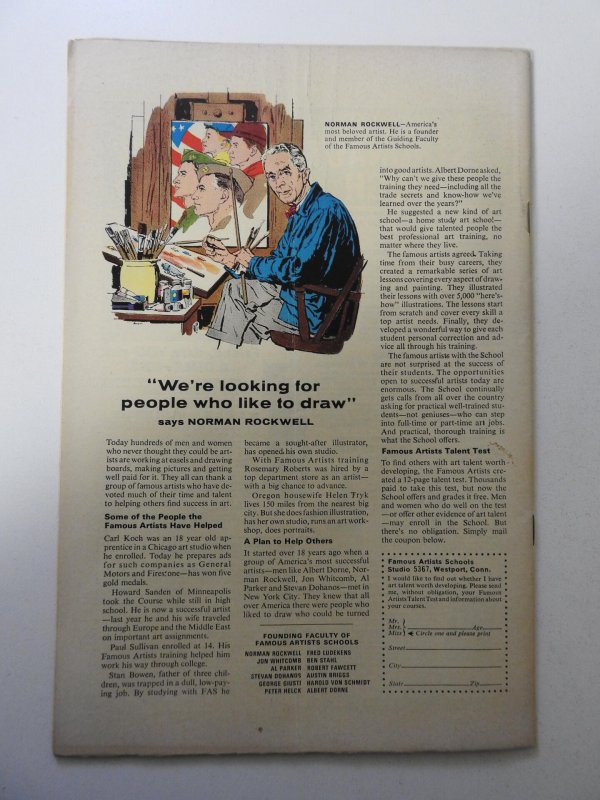 NORMAN ROCKWELL—America's
most beloved artist. He is a founder
and member of the Guiding Faculty
of the Famous Artists Schools.
"We're looking for
people who like to draw"
says NORMAN ROCKWELL
Today hundreds of men and women
who never thought they could be art-
ists are working at easels and drawing
boards, making pictures and getting
well paid for it. They all can thank a
group of famous artists who have de-
voted much of their time and talent
to helping others find success in art.
Some of the People the
Famous Artists Have Helped
Carl Koch was an 18 year old ap-
prentice in a Chicago art studio when
he enrolled. Today he prepares ads
for such companies as General
Motors and Firestone—has won five
gold medals.
Howard Sanden of Minneapolis
took the Course while still in high
school. He is now a successful artist
—last year he and his wife traveled
through Europe and the Middle East
on important art assignments.
Paul Sullivan enrolled at 14. His
Famous Artists training helped him
work his way through college.
Stan Bowen, father of three chil-
dren, was trapped in a dull, low-pay-
ing job. By studying with FAS he
became a sought-after illustrator,
has opened his own studio.
With Famous Artists training
Rosemary Roberts was hired by a
top department store as an artist—
with a big chance to advance.
Oregon housewife Helen Tryk
lives 150 miles from the nearest big
city. But she does fashion illustration,
has her own studio, runs an art work-
shop, does portraits.
A Plan to Help Others
It started over 18 years ago when a
group of America's most successful
artists—men like Albert Dorne, Nor-
man Rockwell, Jon Whitcomb, Al
Parker and Stevan Dohanos—met in
New York City. They knew that all
over America there were people who
liked to draw who could be turned
FOUNDING FACULTY OF
FAMOUS ARTISTS SCHOOLS
NORMAN ROCKWELL FRED LUDEKENS
JON WHITCOMB BEN STAHL
AL PARKER ROBERT FAWCETT
STEVAN DOHANOS AUSTIN BRIGGS
GEORGE GIUSTI HAROLD VON SCHMIDT
PETER HELCK ALBERT DORNE
into good artists. Albert Dorne asked,
"Why can't we give these people the
training they need—including all the
trade secrets and know-how we've
learned over the years?"
He suggested a new kind of art
school—a home study art school—
that would give talented people the
best professional art training, no
matter where they live.
The famous artists agreed. Taking
time from their busy careers, they
created a remarkable series of art
lessons covering every aspect of draw-
ing and painting. They illustrated
their lessons with over 5,000 "here's-
how" illustrations. The lessons start
from scratch and cover every skill a
top artist needs. Finally, they de-
veloped a wonderful way to give each
student personal correction and ad-
vice all through his training.
The famous artists with the School
are not surprised at the success of
their students. The opportunities
open to successful artists today are
enormous. The School continually
gets calls from all over the country
asking for practical well-trained stu-
dents—not geniuses—who can step
into full-time or part-time art jobs.
And practical, thorough training is
what the School offers.
Famous Artists Talent Test
To find others with art talent worth
developing, the Famous Artists cre-
ated a 12-page talent test. Thousands
paid to take this test, but now the
School offers and grades it free. Men
and women who do well on the test
—or offer other evidence of art talent
—may enroll in the School. But
there's no obligation. Simply mail
the coupon below.
Famous Artists Schools
Studio 5367, Westport, Conn.
I would like to find out whether I have
art talent worth developing. Please send
me, without obligation, your Famous
Artists Talent Test and information about
your courses.
Mr.
Mrs. Age
Miss Circle one and please print
Street
City
State Zip